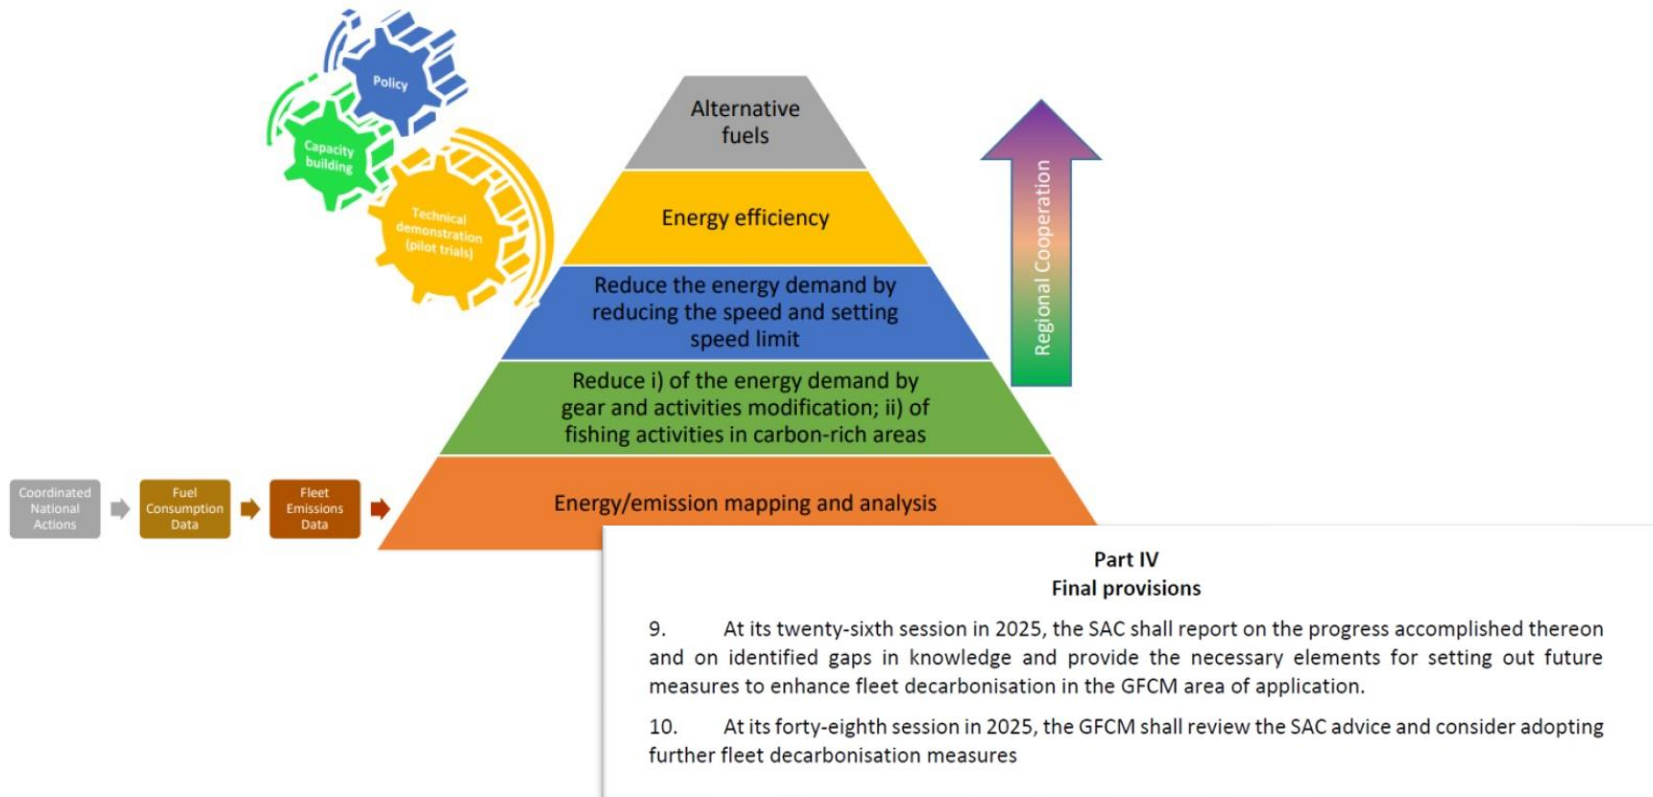 Policy
Capacity
building
Technical
demonstration
(pilot trials)
Alternative
fuels
Energy efficiency
Reduce the energy demand by
reducing the speed and setting
speed limit
Reduce i) of the energy demand by
gear and activities modification; ii) of
fishing activities in carbon-rich areas
Energy/emission mapping and analysis
Regional Cooperation
Coordinated
National
Actions
Fuel
Consumption
Data
Fleet
Emissions
Data
Part IV
Final provisions
9. At its twenty-sixth session in 2025, the SAC shall report on the progress accomplished thereon
and on identified gaps in knowledge and provide the necessary elements for setting out future
measures to enhance fleet decarbonisation in the GFCM area of application.
10. At its forty-eighth session in 2025, the GFCM shall review the SAC advice and consider adopting
further fleet decarbonisation measures